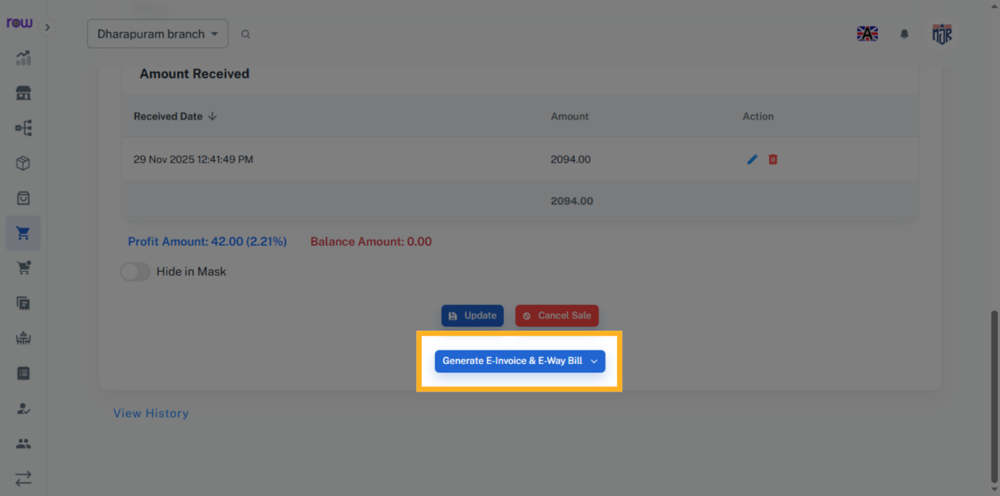 row
Dharapuram branch
A
MJR
Amount Received
Received Date Amount Action
29 Nov 2025 12:41:49 PM 2094.00
2094.00
Profit Amount: 42.00 (2.21%) Balance Amount: 0.00
Hide in Mask
Update Cancel Sale
Generate E-Invoice & E-Way Bill
View History